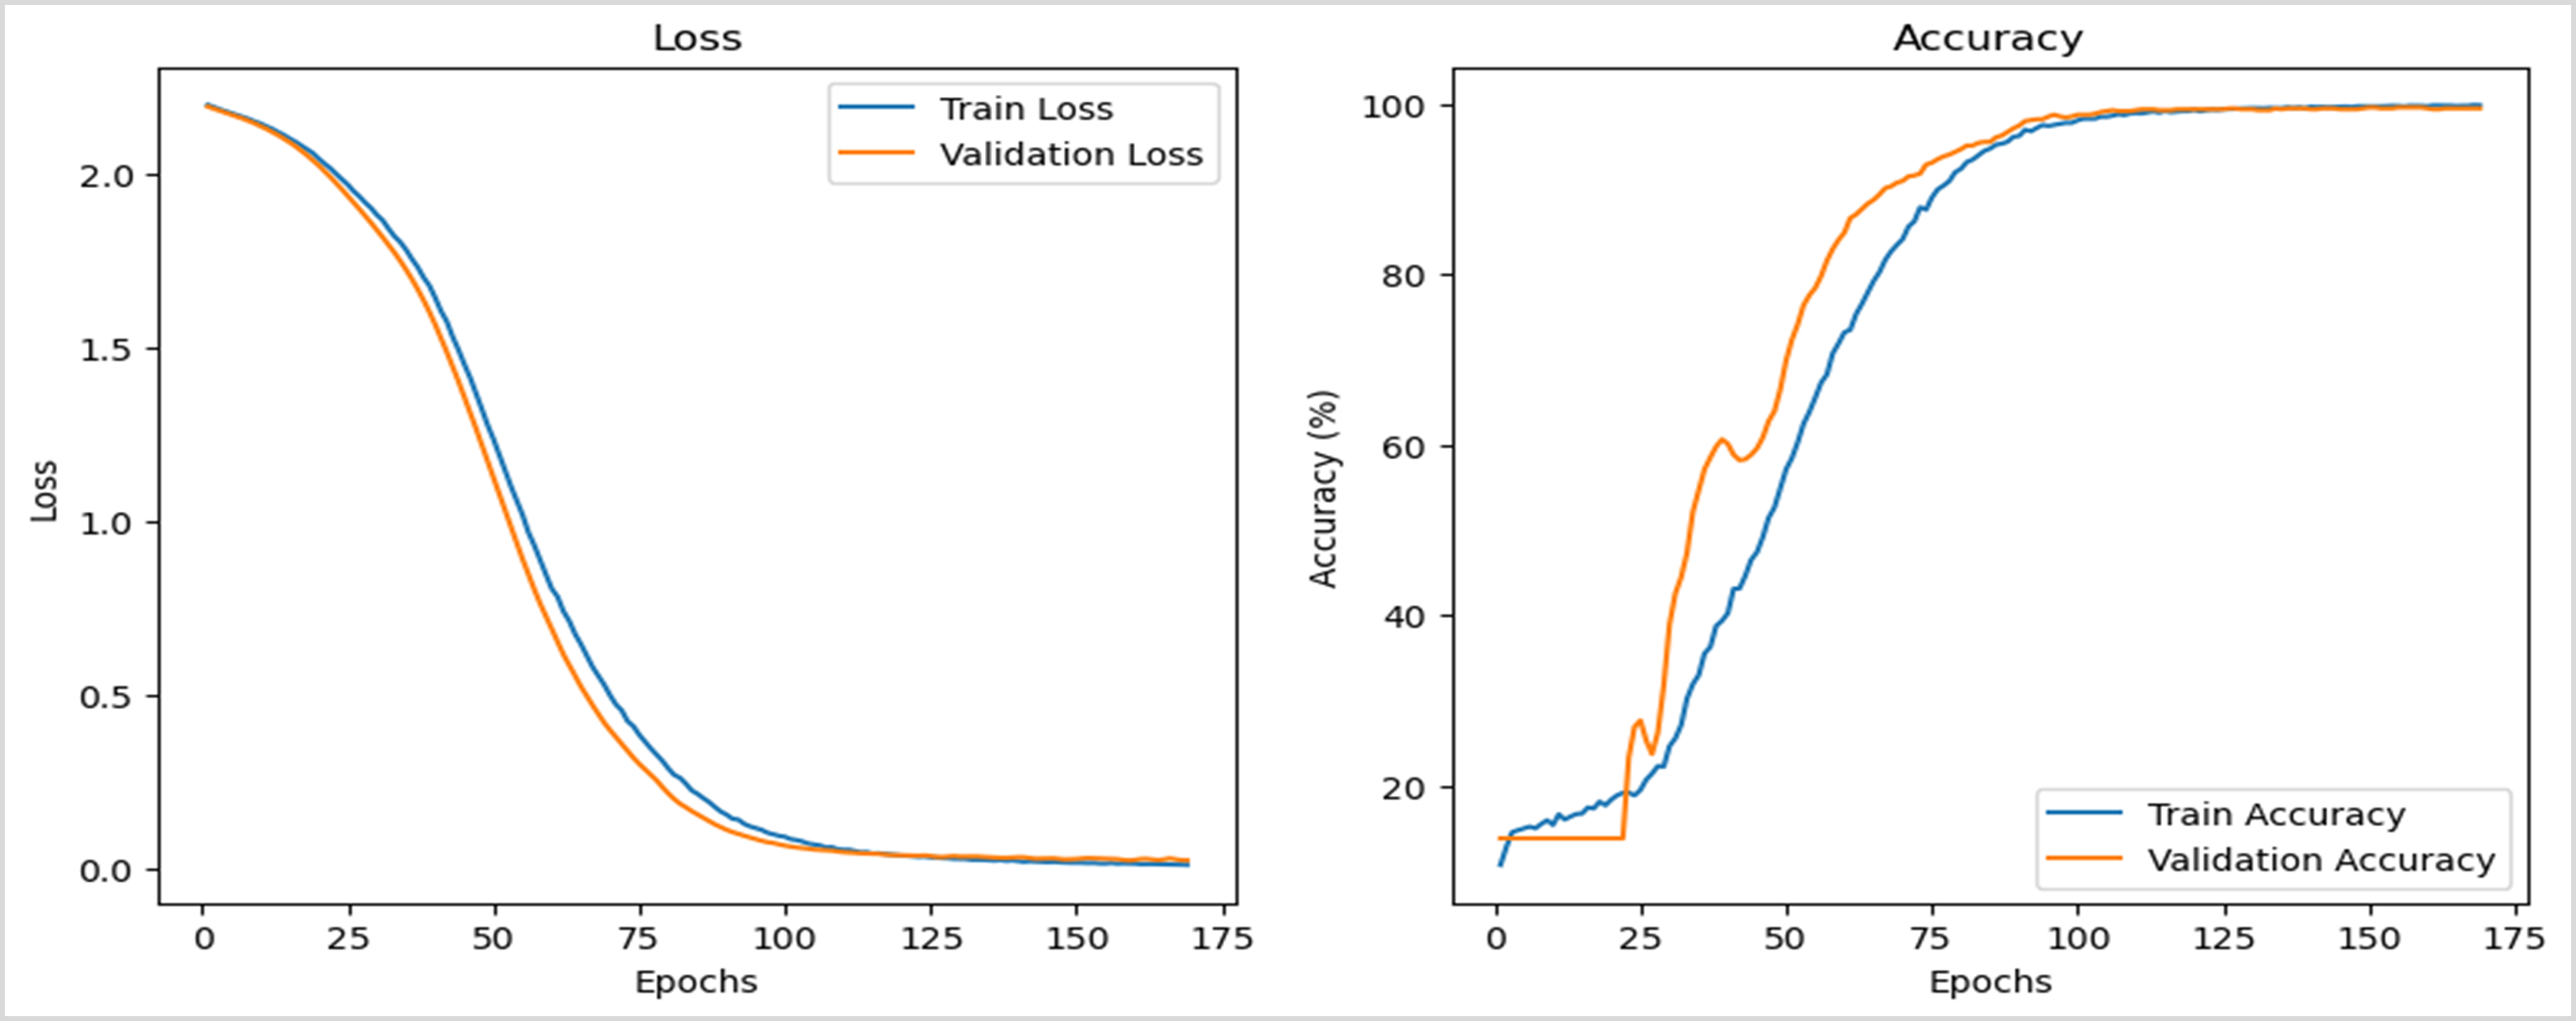 Loss
Train Loss
Validation Loss
2.0
1.5
1.0
0.5
0.0
Loss
0 25 50 75 100 125 150 175
Epochs
Accuracy
100
80
60
40
20
Accuracy (%)
Train Accuracy
Validation Accuracy
0 25 50 75 100 125 150 175
Epochs